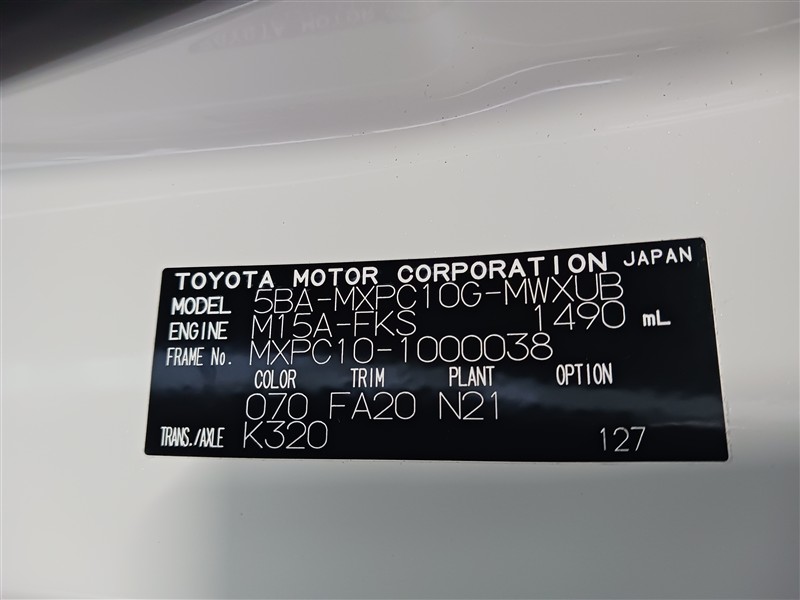 TOYOTA MOTOR CORPORATION JAPAN
MODEL 5BA-MXPC10G-MWXUB
ENGINE M15A-FKS 1490 mL
FRAME No. MXPC10-1000038
COLOR TRIM PLANT OPTION
070 FA20 N21
TRANS./AXLE K320 127